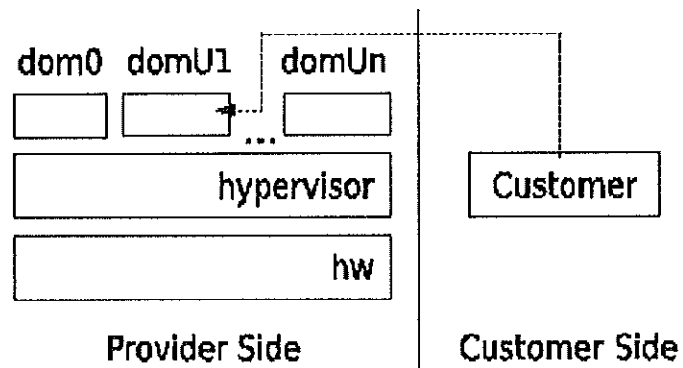 dom0 domU1 domUn
...
hypervisor
Customer
hw
Provider Side
Customer Side